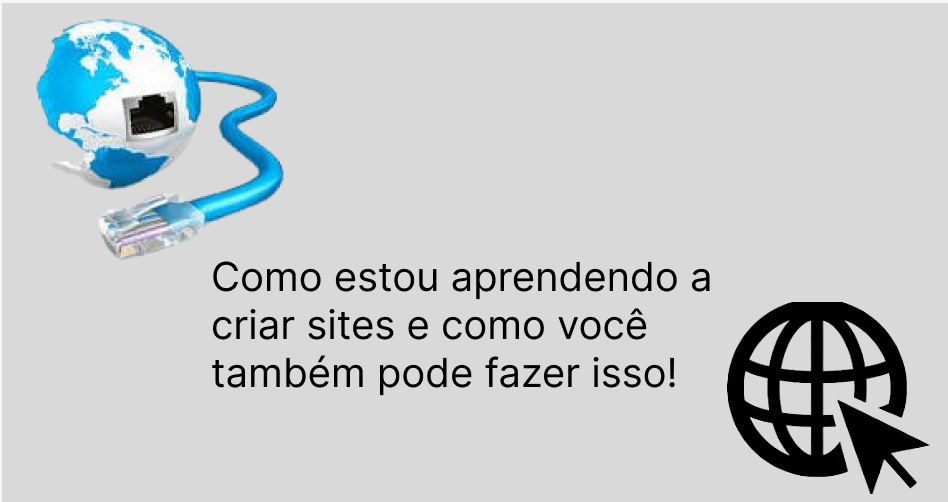 Como estou aprendendo a
criar sites e como você
também pode fazer isso!